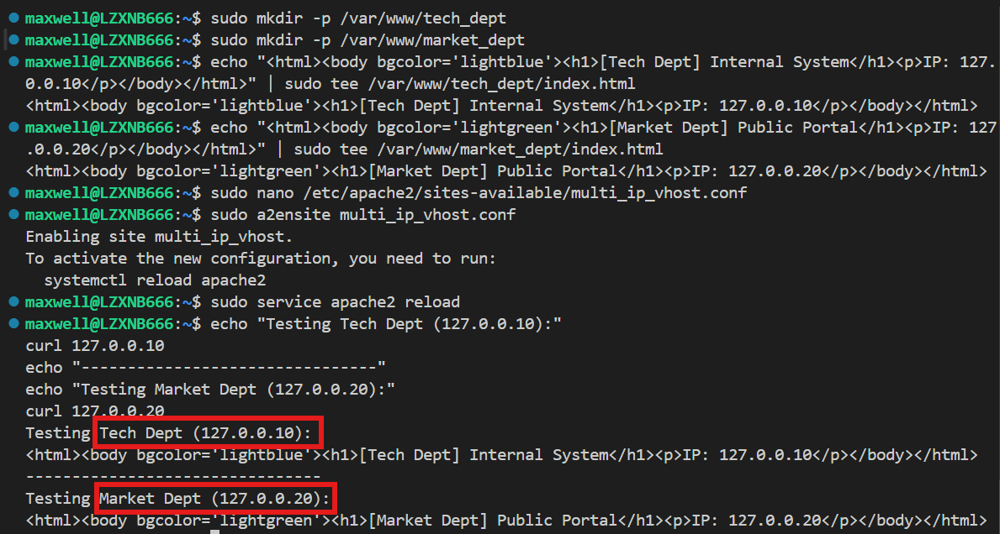 maxwell@LZXNB666:~$ sudo mkdir -p /var/www/tech_dept
maxwell@LZXNB666:~$ sudo mkdir -p /var/www/market_dept
maxwell@LZXNB666:~$ echo "<html><body bgcolor='lightblue'><h1>[Tech Dept] Internal System</h1><p>IP: 127.
0.0.10</p></body></html>" | sudo tee /var/www/tech_dept/index.html
<html><body bgcolor='lightblue'><h1>[Tech Dept] Internal System</h1><p>IP: 127.0.0.10</p></body></html>
maxwell@LZXNB666:~$ echo "<html><body bgcolor='lightgreen'><h1>[Market Dept] Public Portal</h1><p>IP: 127
.0.0.20</p></body></html>" | sudo tee /var/www/market_dept/index.html
<html><body bgcolor='lightgreen'><h1>[Market Dept] Public Portal</h1><p>IP: 127.0.0.20</p></body></html>
maxwell@LZXNB666:~$ sudo nano /etc/apache2/sites-available/multi_ip_vhost.conf
maxwell@LZXNB666:~$ sudo a2ensite multi_ip_vhost.conf
Enabling site multi_ip_vhost.
To activate the new configuration, you need to run:
  systemctl reload apache2
maxwell@LZXNB666:~$ sudo service apache2 reload
maxwell@LZXNB666:~$ echo "Testing Tech Dept (127.0.0.10):"
curl 127.0.0.10
echo "--------------------------------"
echo "Testing Market Dept (127.0.0.20):"
curl 127.0.0.20
Testing Tech Dept (127.0.0.10):
<html><body bgcolor='lightblue'><h1>[Tech Dept] Internal System</h1><p>IP: 127.0.0.10</p></body></html>
--------------------------------
Testing Market Dept (127.0.0.20):
<html><body bgcolor='lightgreen'><h1>[Market Dept] Public Portal</h1><p>IP: 127.0.0.20</p></body></html>